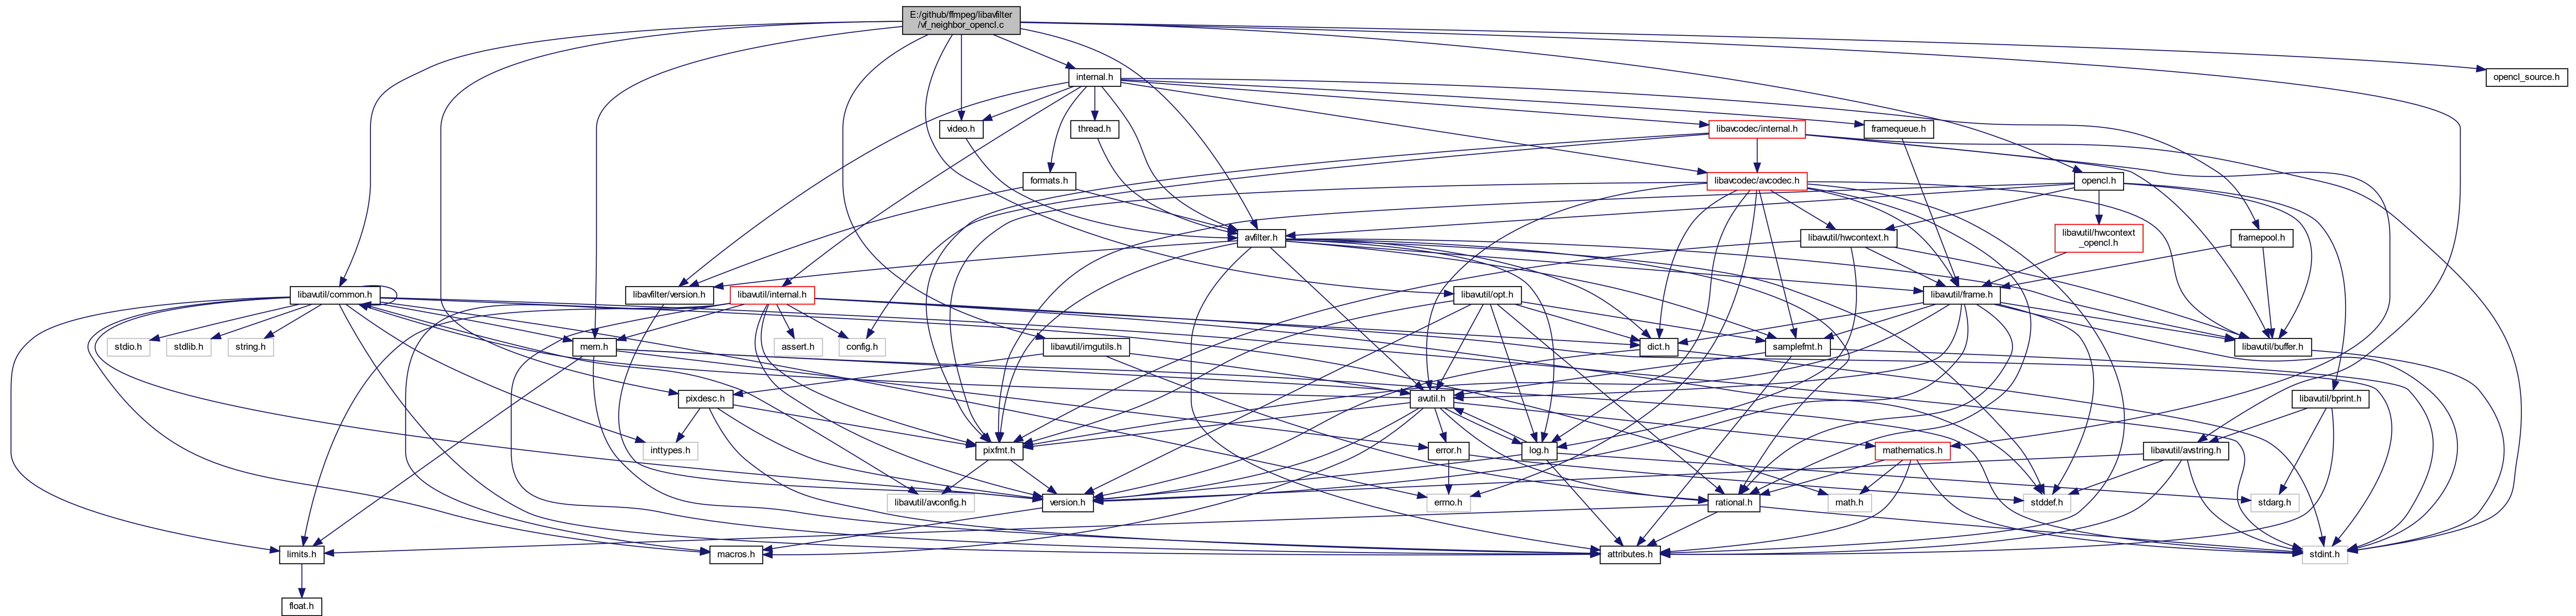 E:/github/ffmpeg/libavfilter
/vf_neighbor_opencl.c
internal.h
opencl_source.h
video.h
thread.h
libavcodec/internal.h
framequeue.h
formats.h
libavcodec/avcodec.h
opencl.h
avfilter.h
libavutil/hwcontext.h
libavutil/hwcontext
_opencl.h
framepool.h
libavutil/common.h
libavfilter/version.h
libavutil/internal.h
libavutil/opt.h
libavutil/frame.h
stdio.h
stdlib.h
string.h
mem.h
assert.h
config.h
libavutil/imgutils.h
dict.h
samplefmt.h
libavutil/buffer.h
pixdesc.h
avutil.h
libavutil/bprint.h
inttypes.h
pixfmt.h
error.h
log.h
mathematics.h
libavutil/avstring.h
libavutil/avconfig.h
version.h
errno.h
rational.h
math.h
stddef.h
stdarg.h
limits.h
macros.h
attributes.h
stdint.h
float.h